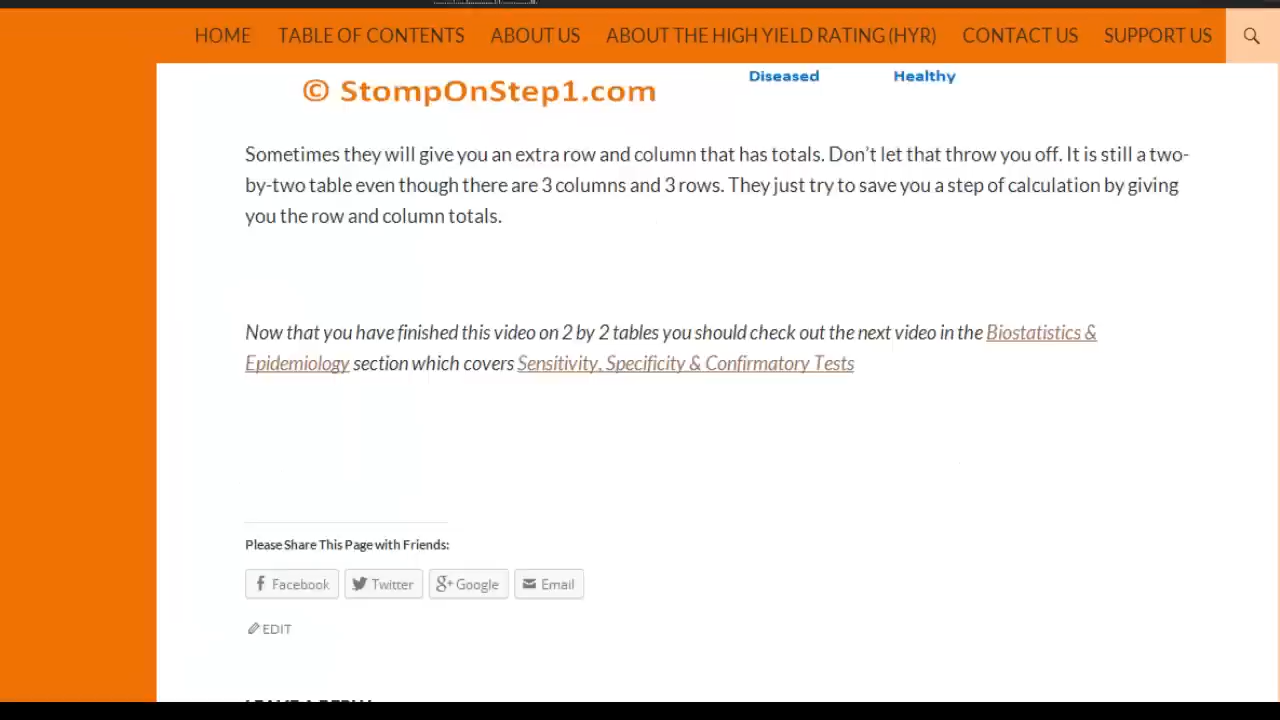 HOME TABLE OF CONTENTS ABOUT US ABOUT THE HIGH YIELD RATING (HYR) CONTACT US SUPPORT US
Diseased Healthy
© StompOnStep1.com
Sometimes they will give you an extra row and column that has totals. Don’t let that throw you off. It is still a two-
by-two table even though there are 3 columns and 3 rows. They just try to save you a step of calculation by giving
you the row and column totals.
Now that you have finished this video on 2 by 2 tables you should check out the next video in the Biostatistics &
Epidemiology section which covers Sensitivity, Specificity & Confirmatory Tests
Please Share This Page with Friends:
Facebook Twitter Google Email
EDIT